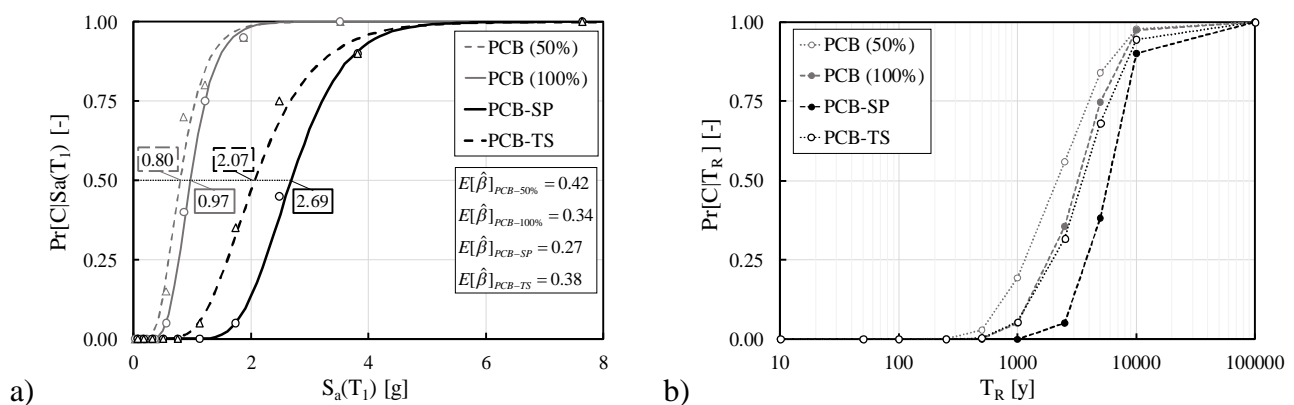 1.00
0.75
0.50
0.25
0.00
Pr[C|Sa(T₁) [-]
0 2 4 6 8
Sₐ(T₁) [g]
a)
PCB (50%)
PCB (100%)
PCB-SP
PCB-TS
0.80
2.07
0.97
2.69
E[β̂]PCB−50% = 0.42
E[β̂]PCB−100% = 0.34
E[β̂]PCB−SP = 0.27
E[β̂]PCB−TS = 0.38
1.00
0.75
0.50
0.25
0.00
Pr[C|T_R] [-]
10 100 1000 10000 100000
T_R [y]
b)
PCB (50%)
PCB (100%)
PCB-SP
PCB-TS